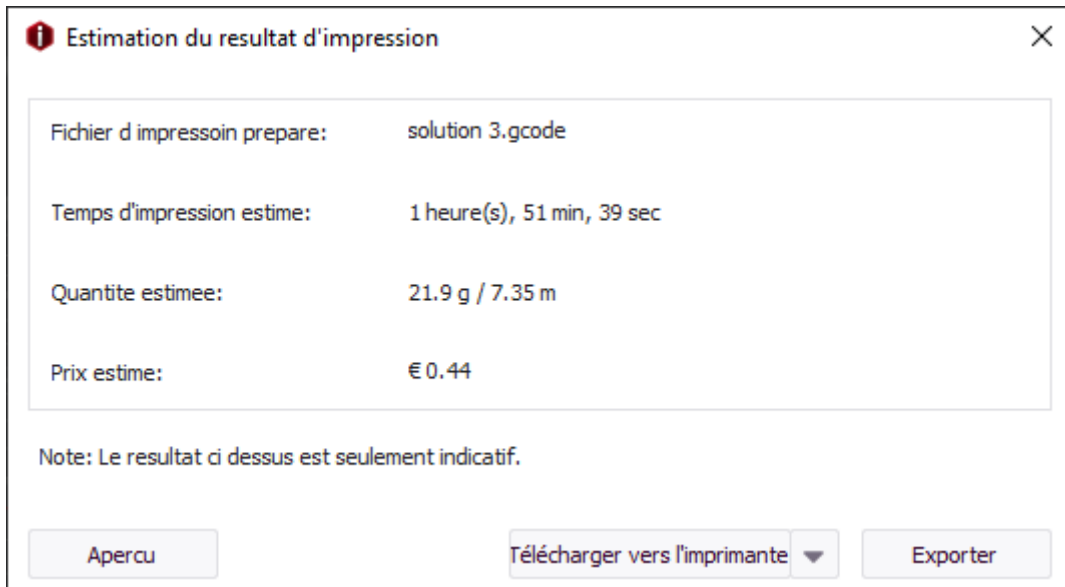 Estimation du resultat d'impression
Fichier d impressoin prepare: solution 3.gcode
Temps d'impression estime: 1 heure(s), 51 min, 39 sec
Quantite estimee: 21.9 g / 7.35 m
Prix estime: € 0.44
Note: Le resultat ci dessus est seulement indicatif.
Apercu Télécharger vers l'imprimante Exporter